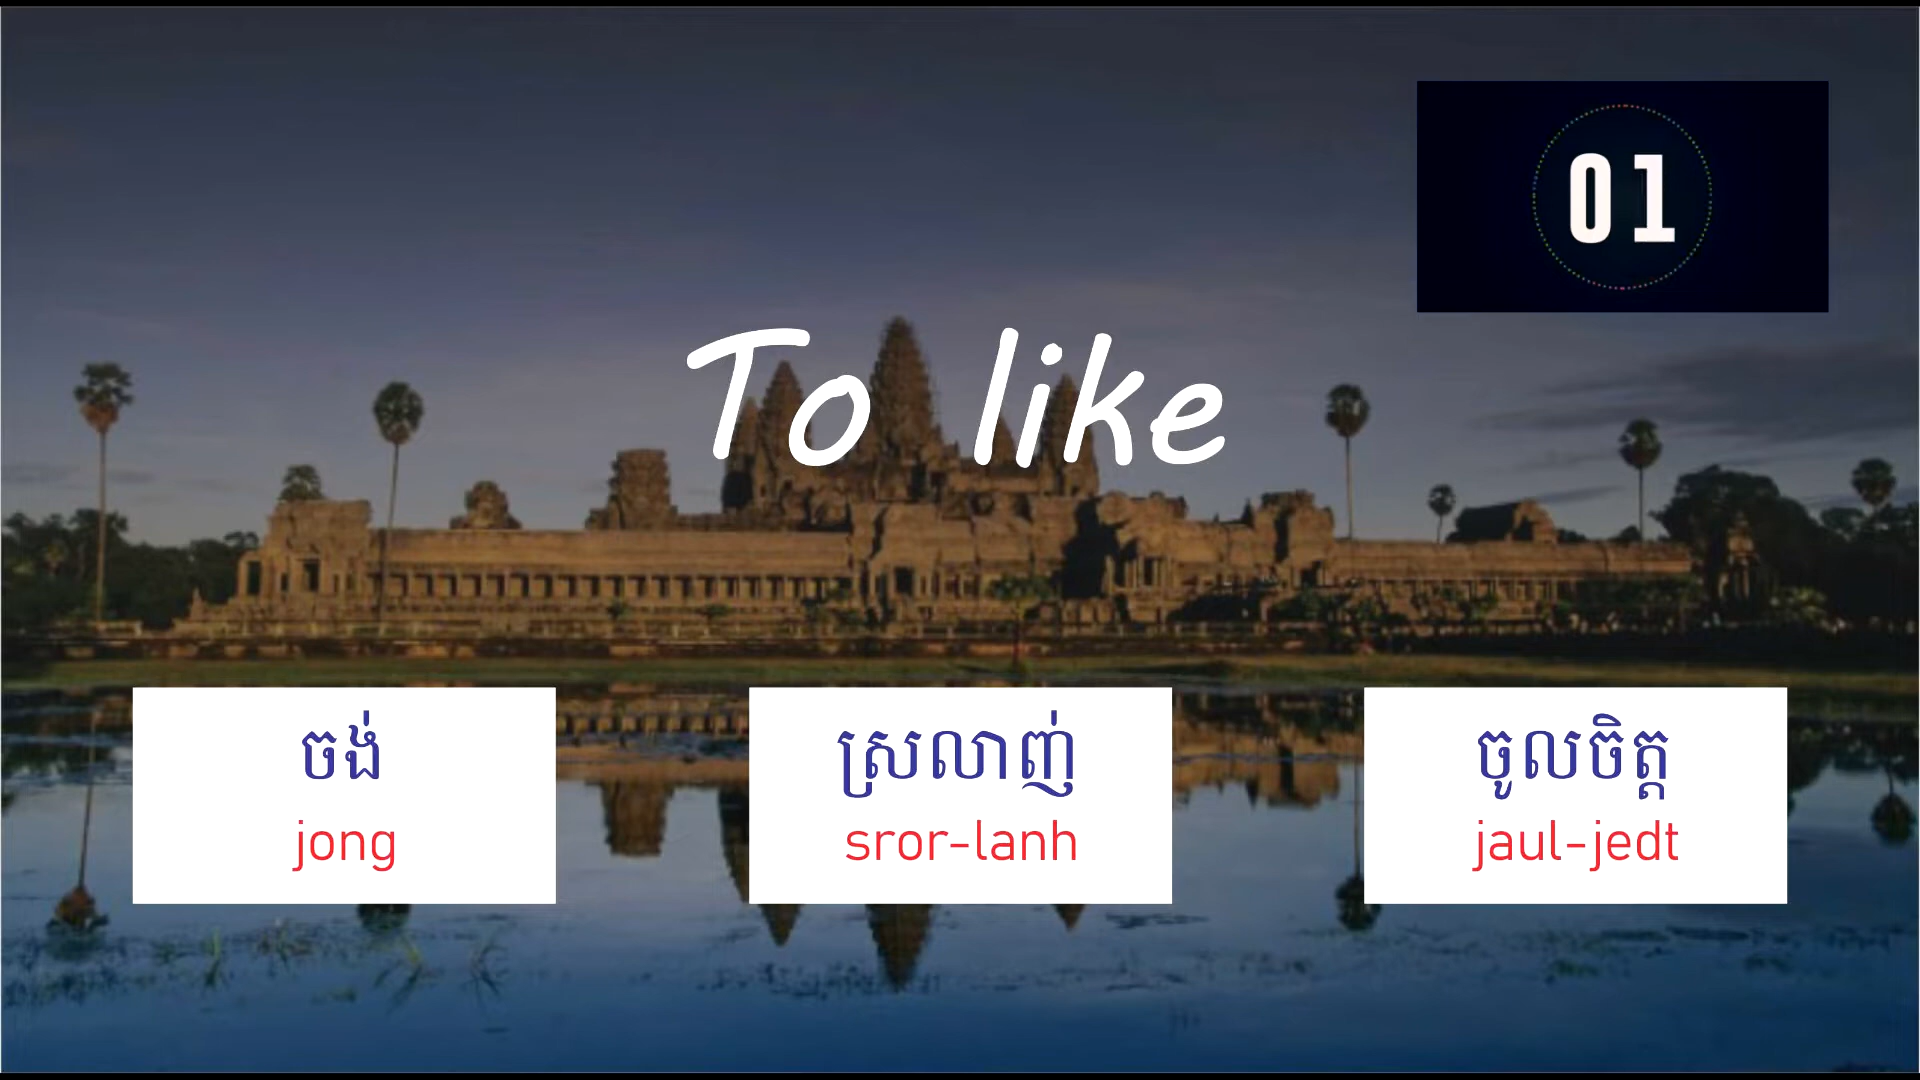 01
To like
ចង់
jong
ស្រលាញ់
sror-lanh
ចូលចិត្ត
jaul-jedt